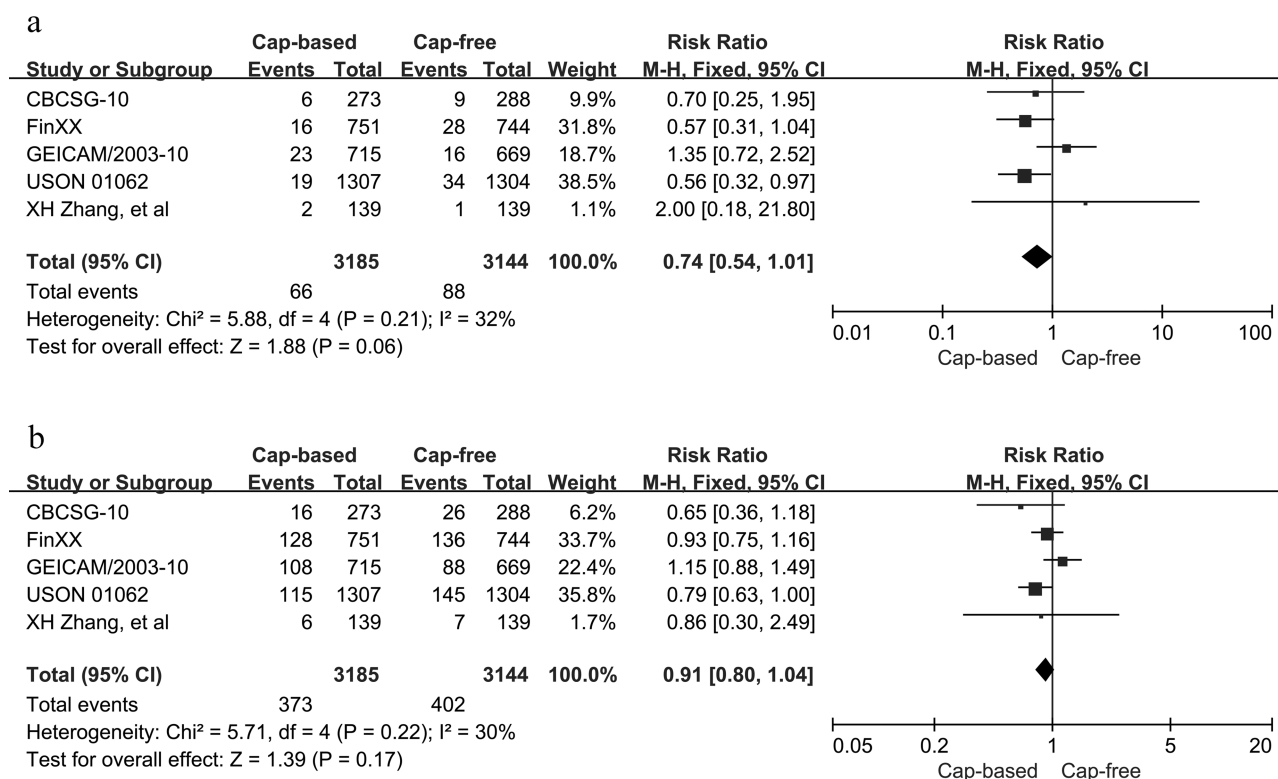 a
Cap-based Cap-free Risk Ratio Risk Ratio
Study or Subgroup Events Total Events Total Weight M-H, Fixed, 95% CI M-H, Fixed, 95% CI
CBCSG-10 6 273 9 288 9.9% 0.70 [0.25, 1.95]
FinXX 16 751 28 744 31.8% 0.57 [0.31, 1.04]
GEICAM/2003-10 23 715 16 669 18.7% 1.35 [0.72, 2.52]
USON 01062 19 1307 34 1304 38.5% 0.56 [0.32, 0.97]
XH Zhang, et al 2 139 1 139 1.1% 2.00 [0.18, 21.80]
Total (95% CI) 3185 3144 100.0% 0.74 [0.54, 1.01]
Total events 66 88
Heterogeneity: Chi² = 5.88, df = 4 (P = 0.21); I² = 32%
Test for overall effect: Z = 1.88 (P = 0.06)
0.01 0.1 1 10 100
Cap-based Cap-free
b
Cap-based Cap-free Risk Ratio Risk Ratio
Study or Subgroup Events Total Events Total Weight M-H, Fixed, 95% CI M-H, Fixed, 95% CI
CBCSG-10 16 273 26 288 6.2% 0.65 [0.36, 1.18]
FinXX 128 751 136 744 33.7% 0.93 [0.75, 1.16]
GEICAM/2003-10 108 715 88 669 22.4% 1.15 [0.88, 1.49]
USON 01062 115 1307 145 1304 35.8% 0.79 [0.63, 1.00]
XH Zhang, et al 6 139 7 139 1.7% 0.86 [0.30, 2.49]
Total (95% CI) 3185 3144 100.0% 0.91 [0.80, 1.04]
Total events 373 402
Heterogeneity: Chi² = 5.71, df = 4 (P = 0.22); I² = 30%
Test for overall effect: Z = 1.39 (P = 0.17)
0.05 0.2 1 5 20
Cap-based Cap-free